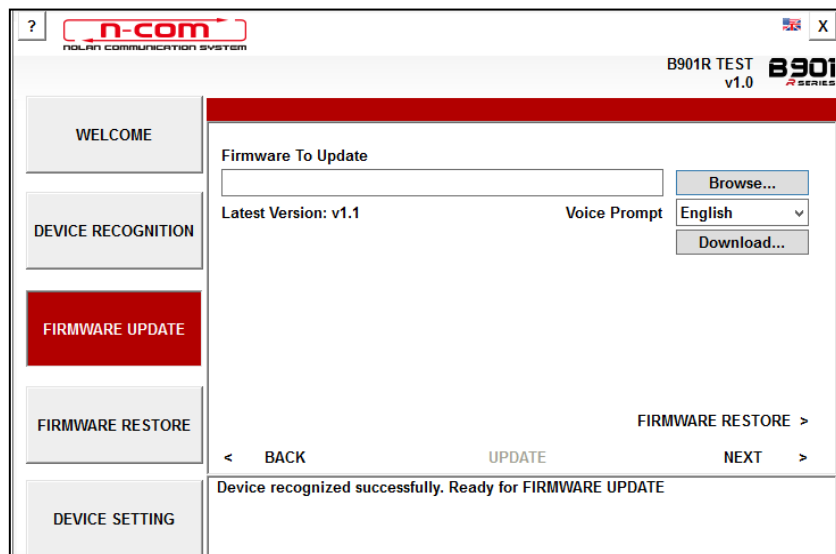 ?
n-com
NOLAN COMMUNICATION SYSTEM
X
B901R TEST
v1.0
B901
R SERIES
WELCOME
DEVICE RECOGNITION
FIRMWARE UPDATE
FIRMWARE RESTORE
DEVICE SETTING
Firmware To Update
Browse...
Latest Version: v1.1
Voice Prompt
English
Download...
FIRMWARE RESTORE >
< BACK
UPDATE
NEXT >
Device recognized successfully. Ready for FIRMWARE UPDATE